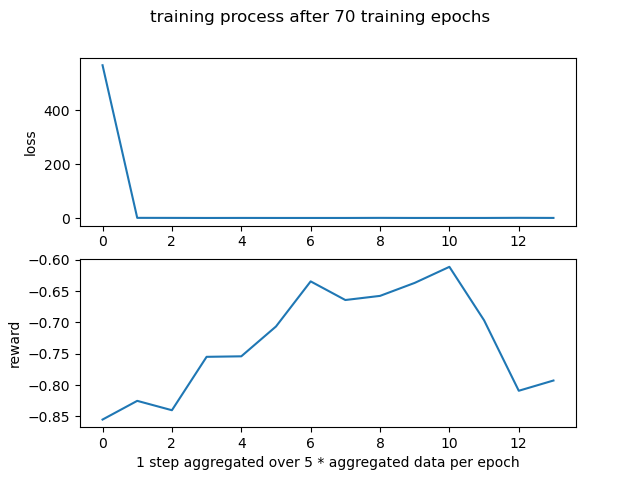 training process after 70 training epochs
400
200
0
loss
0 2 4 6 8 10 12
−0.60
−0.65
−0.70
−0.75
−0.80
−0.85
reward
0 2 4 6 8 10 12
1 step aggregated over 5 * aggregated data per epoch